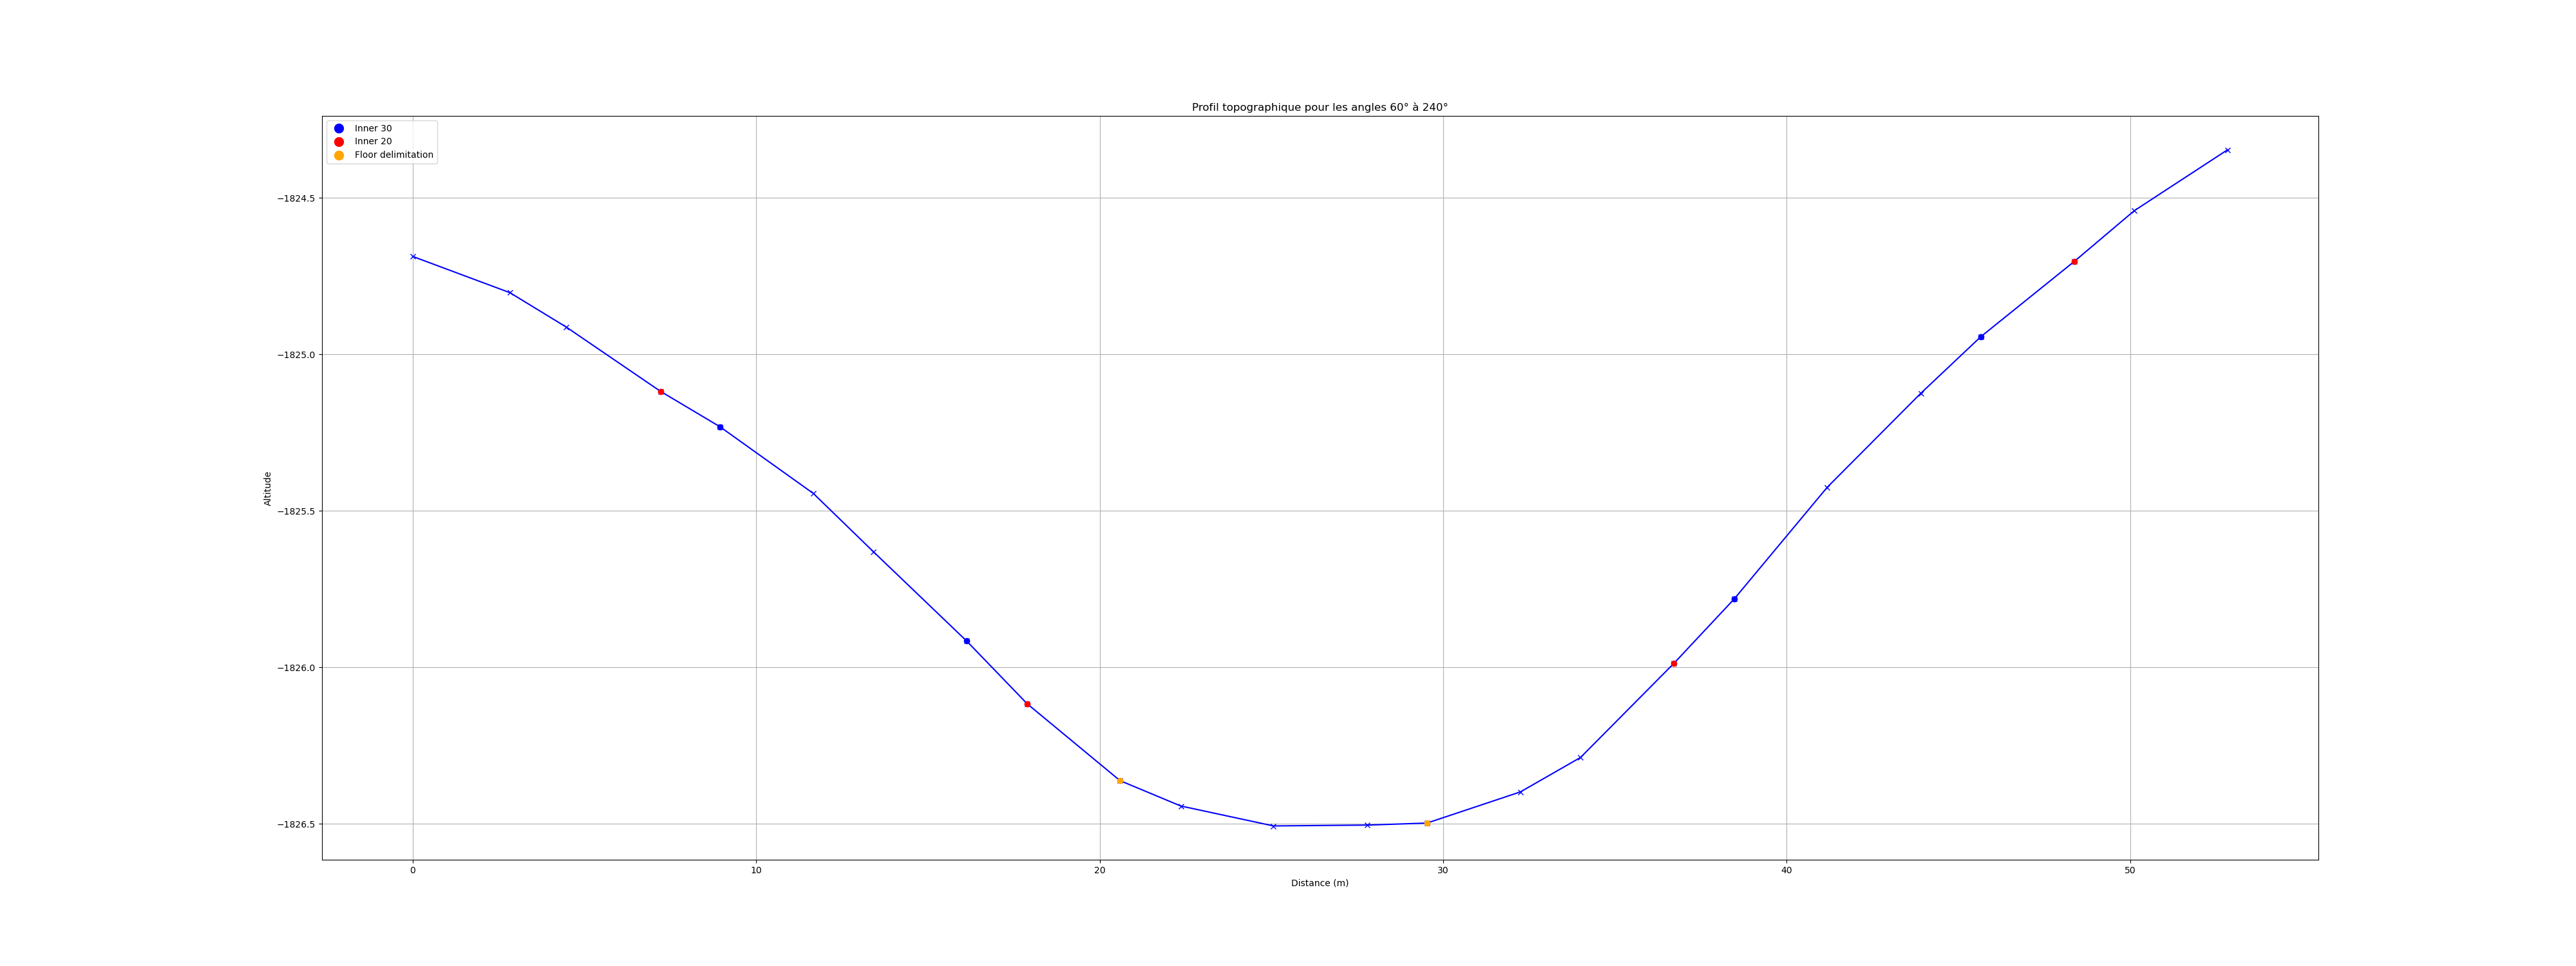 Profil topographique pour les angles 60° à 240°
Inner 30
Inner 20
Floor delimitation
Altitude
−1824.5
−1825.0
−1825.5
−1826.0
−1826.5
0 10 20 30 40 50
Distance (m)